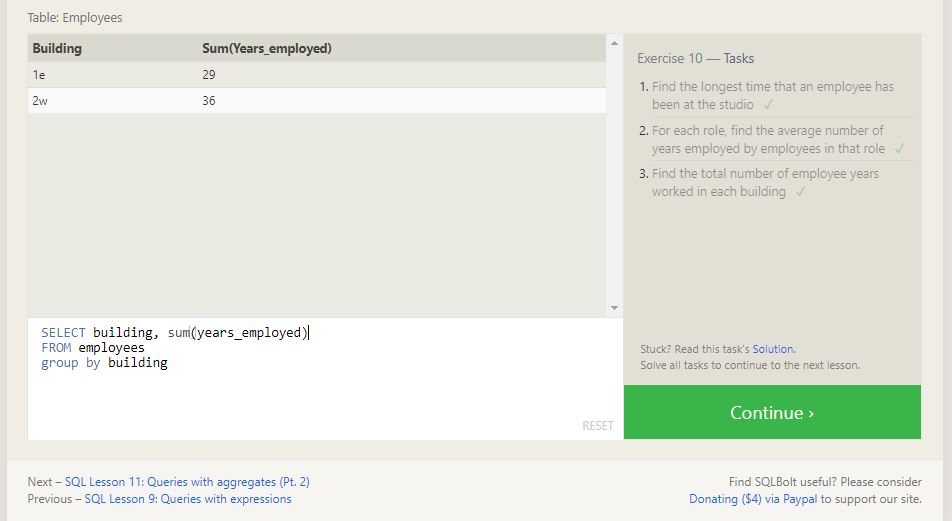 Table: Employees
Building Sum(Years_employed)
1e 29
2w 36
SELECT building, sum(years_employed)
FROM employees
group by building
RESET
Exercise 10 — Tasks
1. Find the longest time that an employee has
been at the studio ✓
2. For each role, find the average number of
years employed by employees in that role ✓
3. Find the total number of employee years
worked in each building ✓
Stuck? Read this task's Solution.
Solve all tasks to continue to the next lesson.
Continue ›
Next – SQL Lesson 11: Queries with aggregates (Pt. 2)
Previous – SQL Lesson 9: Queries with expressions
Find SQLBolt useful? Please consider
Donating ($4) via Paypal to support our site.